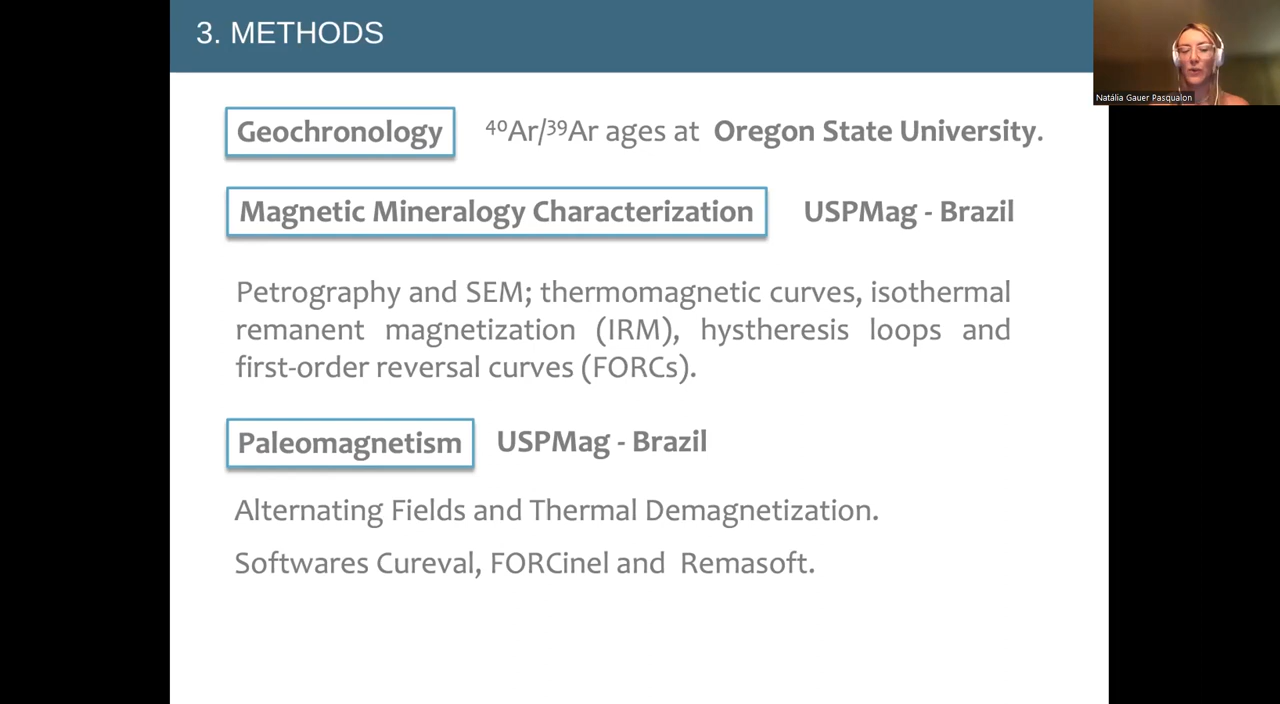 3. METHODS
Natália Gauer Pasqualon
Geochronology ⁴⁰Ar/³⁹Ar ages at Oregon State University.
Magnetic Mineralogy Characterization USPMag - Brazil
Petrography and SEM; thermomagnetic curves, isothermal
remanent magnetization (IRM), hystheresis loops and
first-order reversal curves (FORCs).
Paleomagnetism USPMag - Brazil
Alternating Fields and Thermal Demagnetization.
Softwares Cureval, FORCinel and Remasoft.